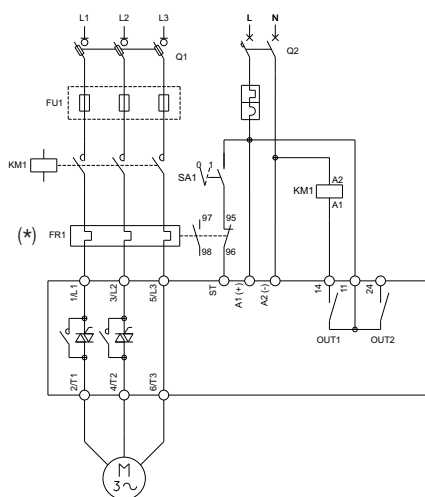 L1 L2 L3 L N
Q1 Q2
FU1
KM1
0 1
SA1
A2
KM1
A1
(*) FR1
97 95
98 96
1/L1 3/L2 5/L3 ST A1 (+) A2 (-) 14 11 24
OUT1 OUT2
2/T1 4/T2 6/T3
M
3~